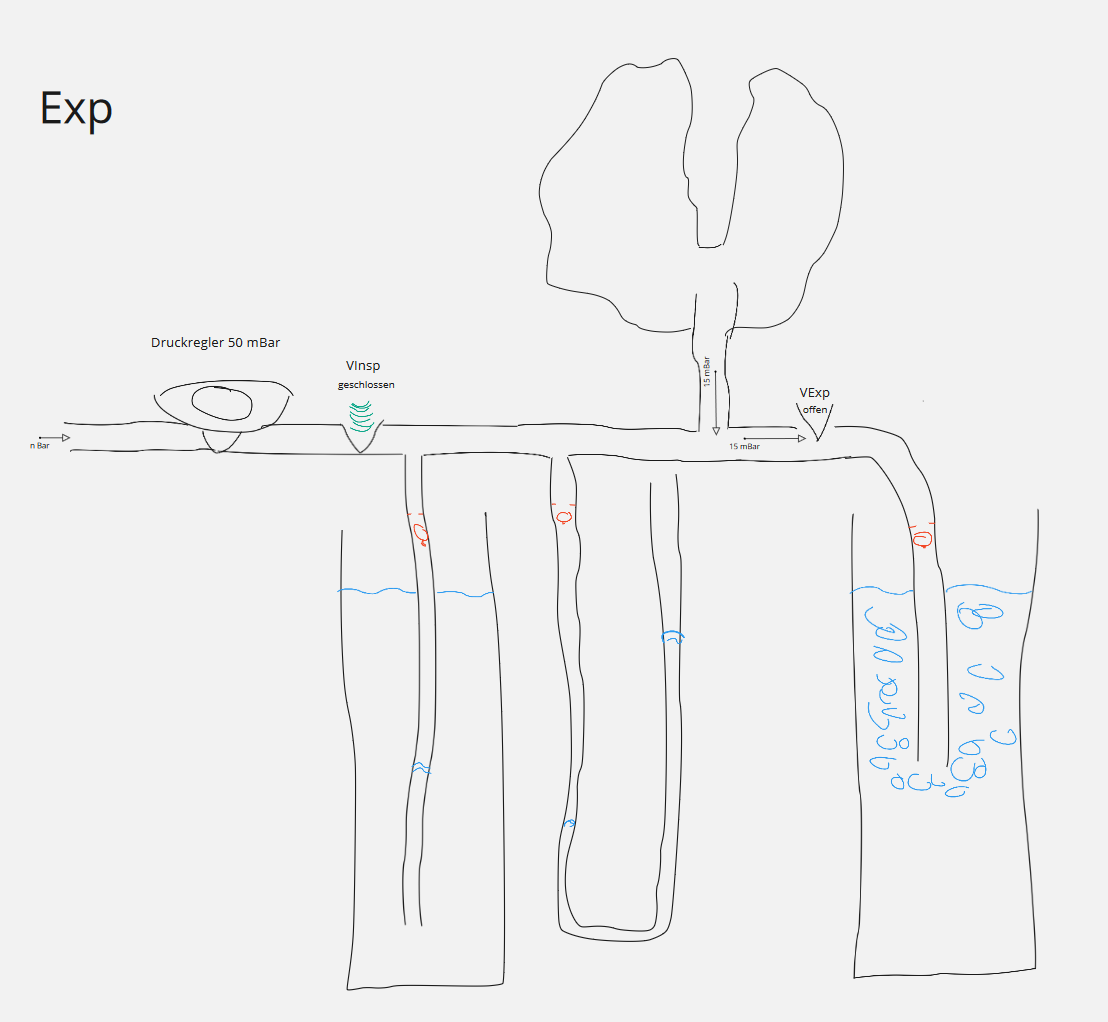 Exp
Druckregler 50 mBar
VInsp
geschlossen
VExp
offen
n Bar
15 mBar
15 mBar